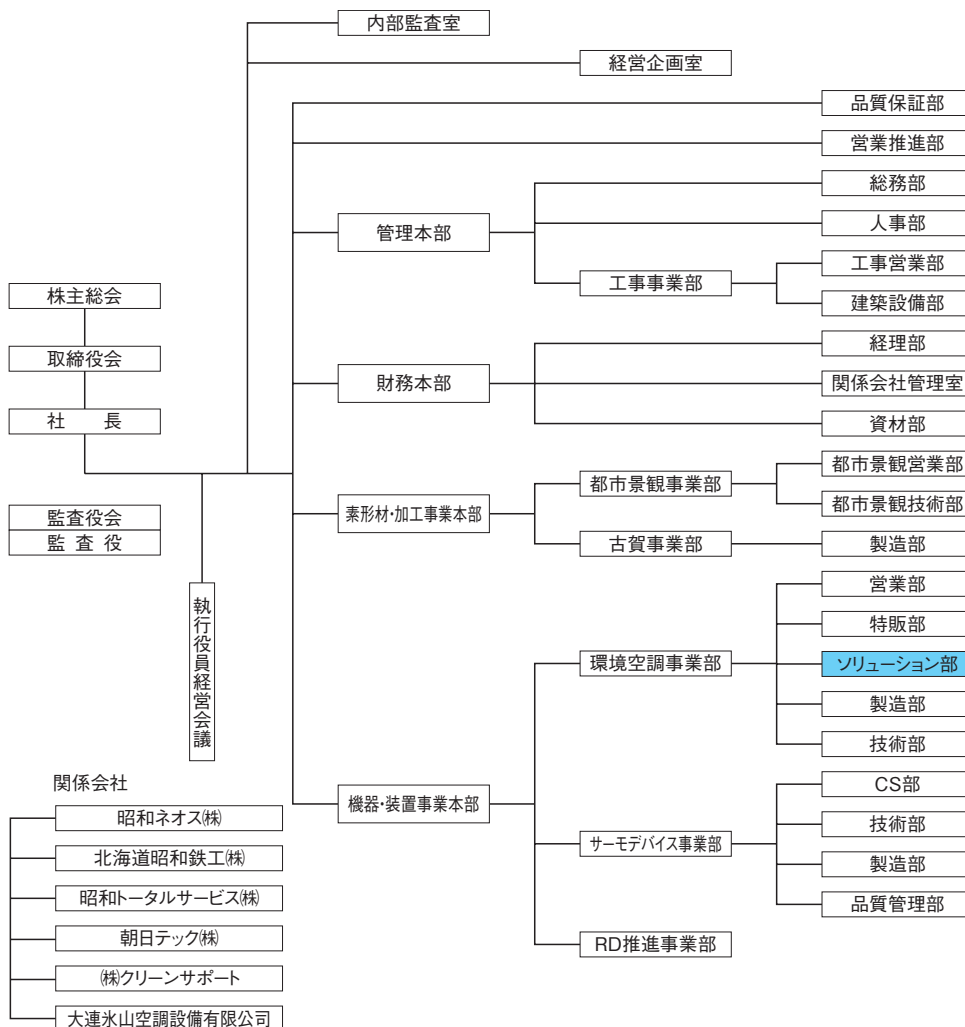 内部監査室
経営企画室
品質保証部
営業推進部
総務部
管理本部
人事部
工事事業部
工事営業部
建築設備部
株主総会
取締役会
社　長
経理部
財務本部
関係会社管理室
資材部
都市景観事業部
都市景観営業部
都市景観技術部
素形材・加工事業本部
古賀事業部
製造部
監査役会
監査役
執行役員経営会議
営業部
特販部
環境空調事業部
ソリューション部
製造部
技術部
機器・装置事業本部
CS部
技術部
サーモデバイス事業部
製造部
品質管理部
RD推進事業部
関係会社
昭和ネオス㈱
北海道昭和鉄工㈱
昭和トータルサービス㈱
朝日テック㈱
㈱クリーンサポート
大連氷山空調設備有限公司